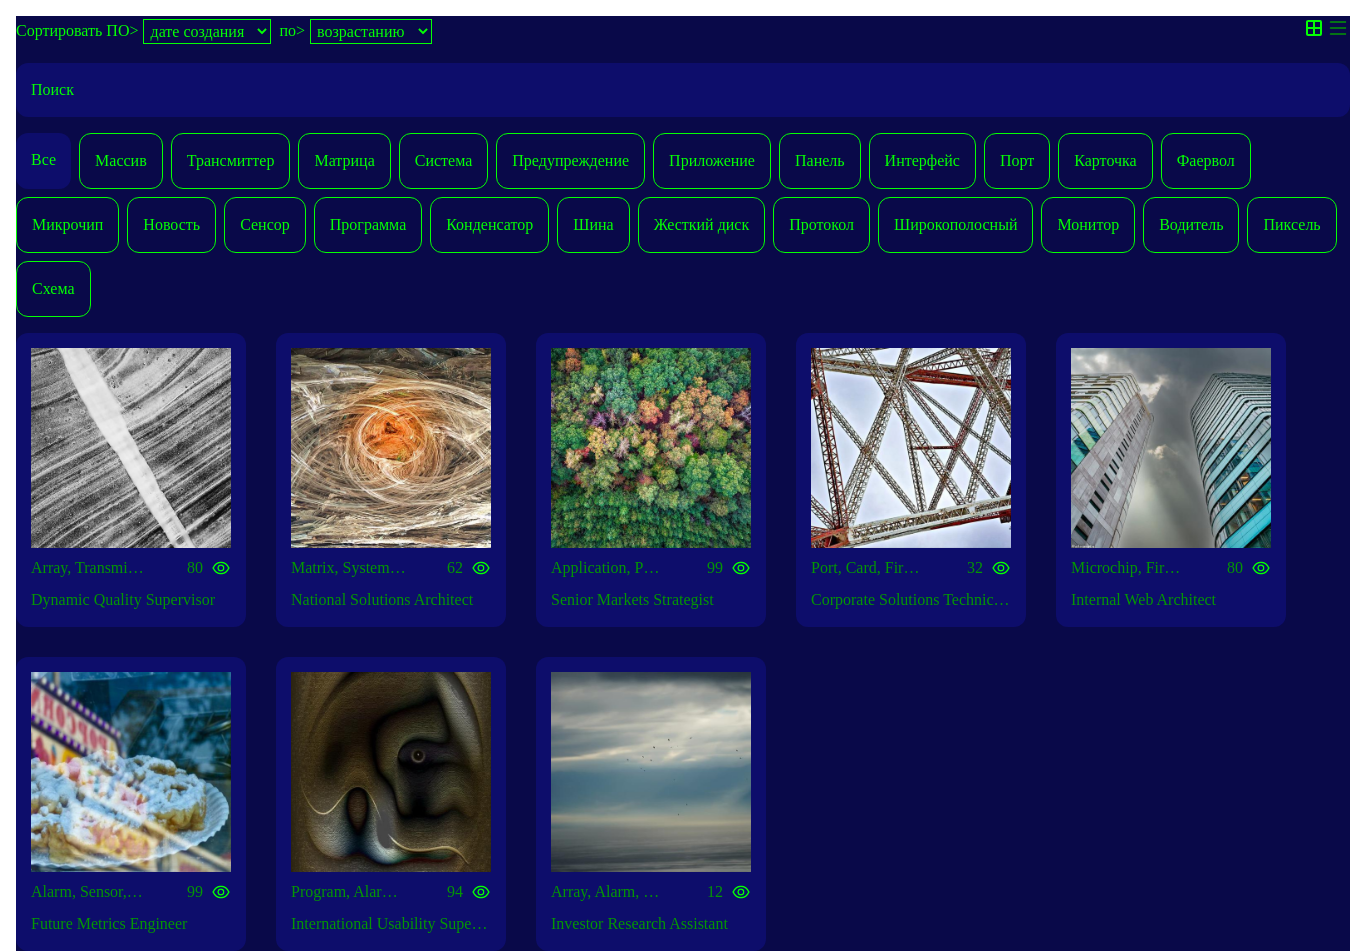 Сортировать ПО> дате создания по> возрастанию
Поиск
Все Массив Трансмиттер Матрица Система Предупреждение Приложение Панель Интерфейс Порт Карточка Фаервол
Микрочип Новость Сенсор Программа Конденсатор Шина Жесткий диск Протокол Широкополосный Монитор Водитель Пиксель
Схема
Array, Transmi… 80
Dynamic Quality Supervisor
Matrix, System… 62
National Solutions Architect
Application, P… 99
Senior Markets Strategist
Port, Card, Fir… 32
Corporate Solutions Technic…
Microchip, Fir… 80
Internal Web Architect
POPCORN
Alarm, Sensor,… 99
Future Metrics Engineer
Program, Alar… 94
International Usability Supe…
Array, Alarm, … 12
Investor Research Assistant